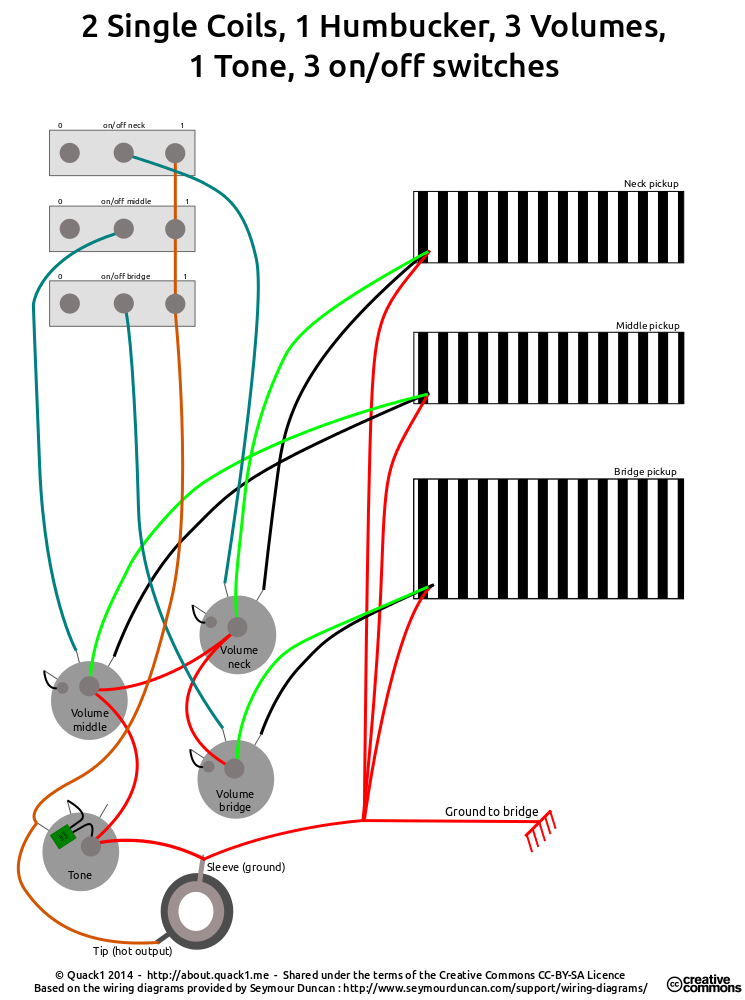 2 Single Coils, 1 Humbucker, 3 Volumes,
1 Tone, 3 on/off switches
0 on/off neck 1
0 on/off middle 1
0 on/off bridge 1
Neck pickup
Middle pickup
Bridge pickup
Volume
neck
Volume
middle
Volume
bridge
Ground to bridge
Tone
Sleeve (ground)
Tip (hot output)
© Quack1 2014 - http://about.quack1.me - Shared under the terms of the Creative Commons CC-BY-SA Licence
Based on the wiring diagrams provided by Seymour Duncan : http://www.seymourduncan.com/support/wiring-diagrams/
cc creative
commons